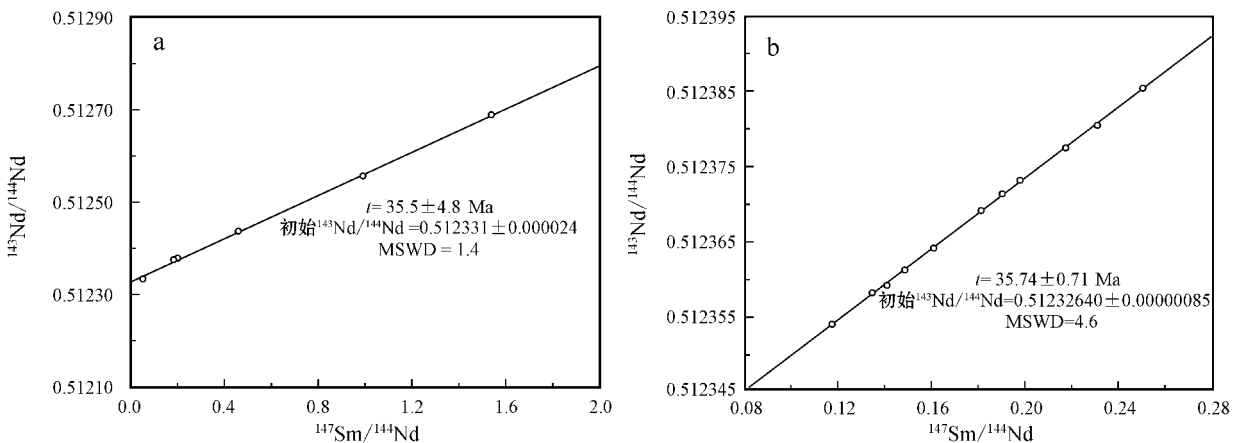 a
0.51290
0.51270
0.51250
0.51230
0.51210
¹⁴³Nd/¹⁴⁴Nd
t= 35.5±4.8 Ma
初始¹⁴³Nd/¹⁴⁴Nd =0.512331±0.000024
MSWD = 1.4
0.0 0.4 0.8 1.2 1.6 2.0
¹⁴⁷Sm/¹⁴⁴Nd
b
0.512395
0.512385
0.512375
0.512365
0.512355
0.512345
¹⁴³Nd/¹⁴⁴Nd
t= 35.74±0.71 Ma
初始¹⁴³Nd/¹⁴⁴Nd=0.51232640±0.00000085
MSWD=4.6
0.08 0.12 0.16 0.20 0.24 0.28
¹⁴⁷Sm/¹⁴⁴Nd